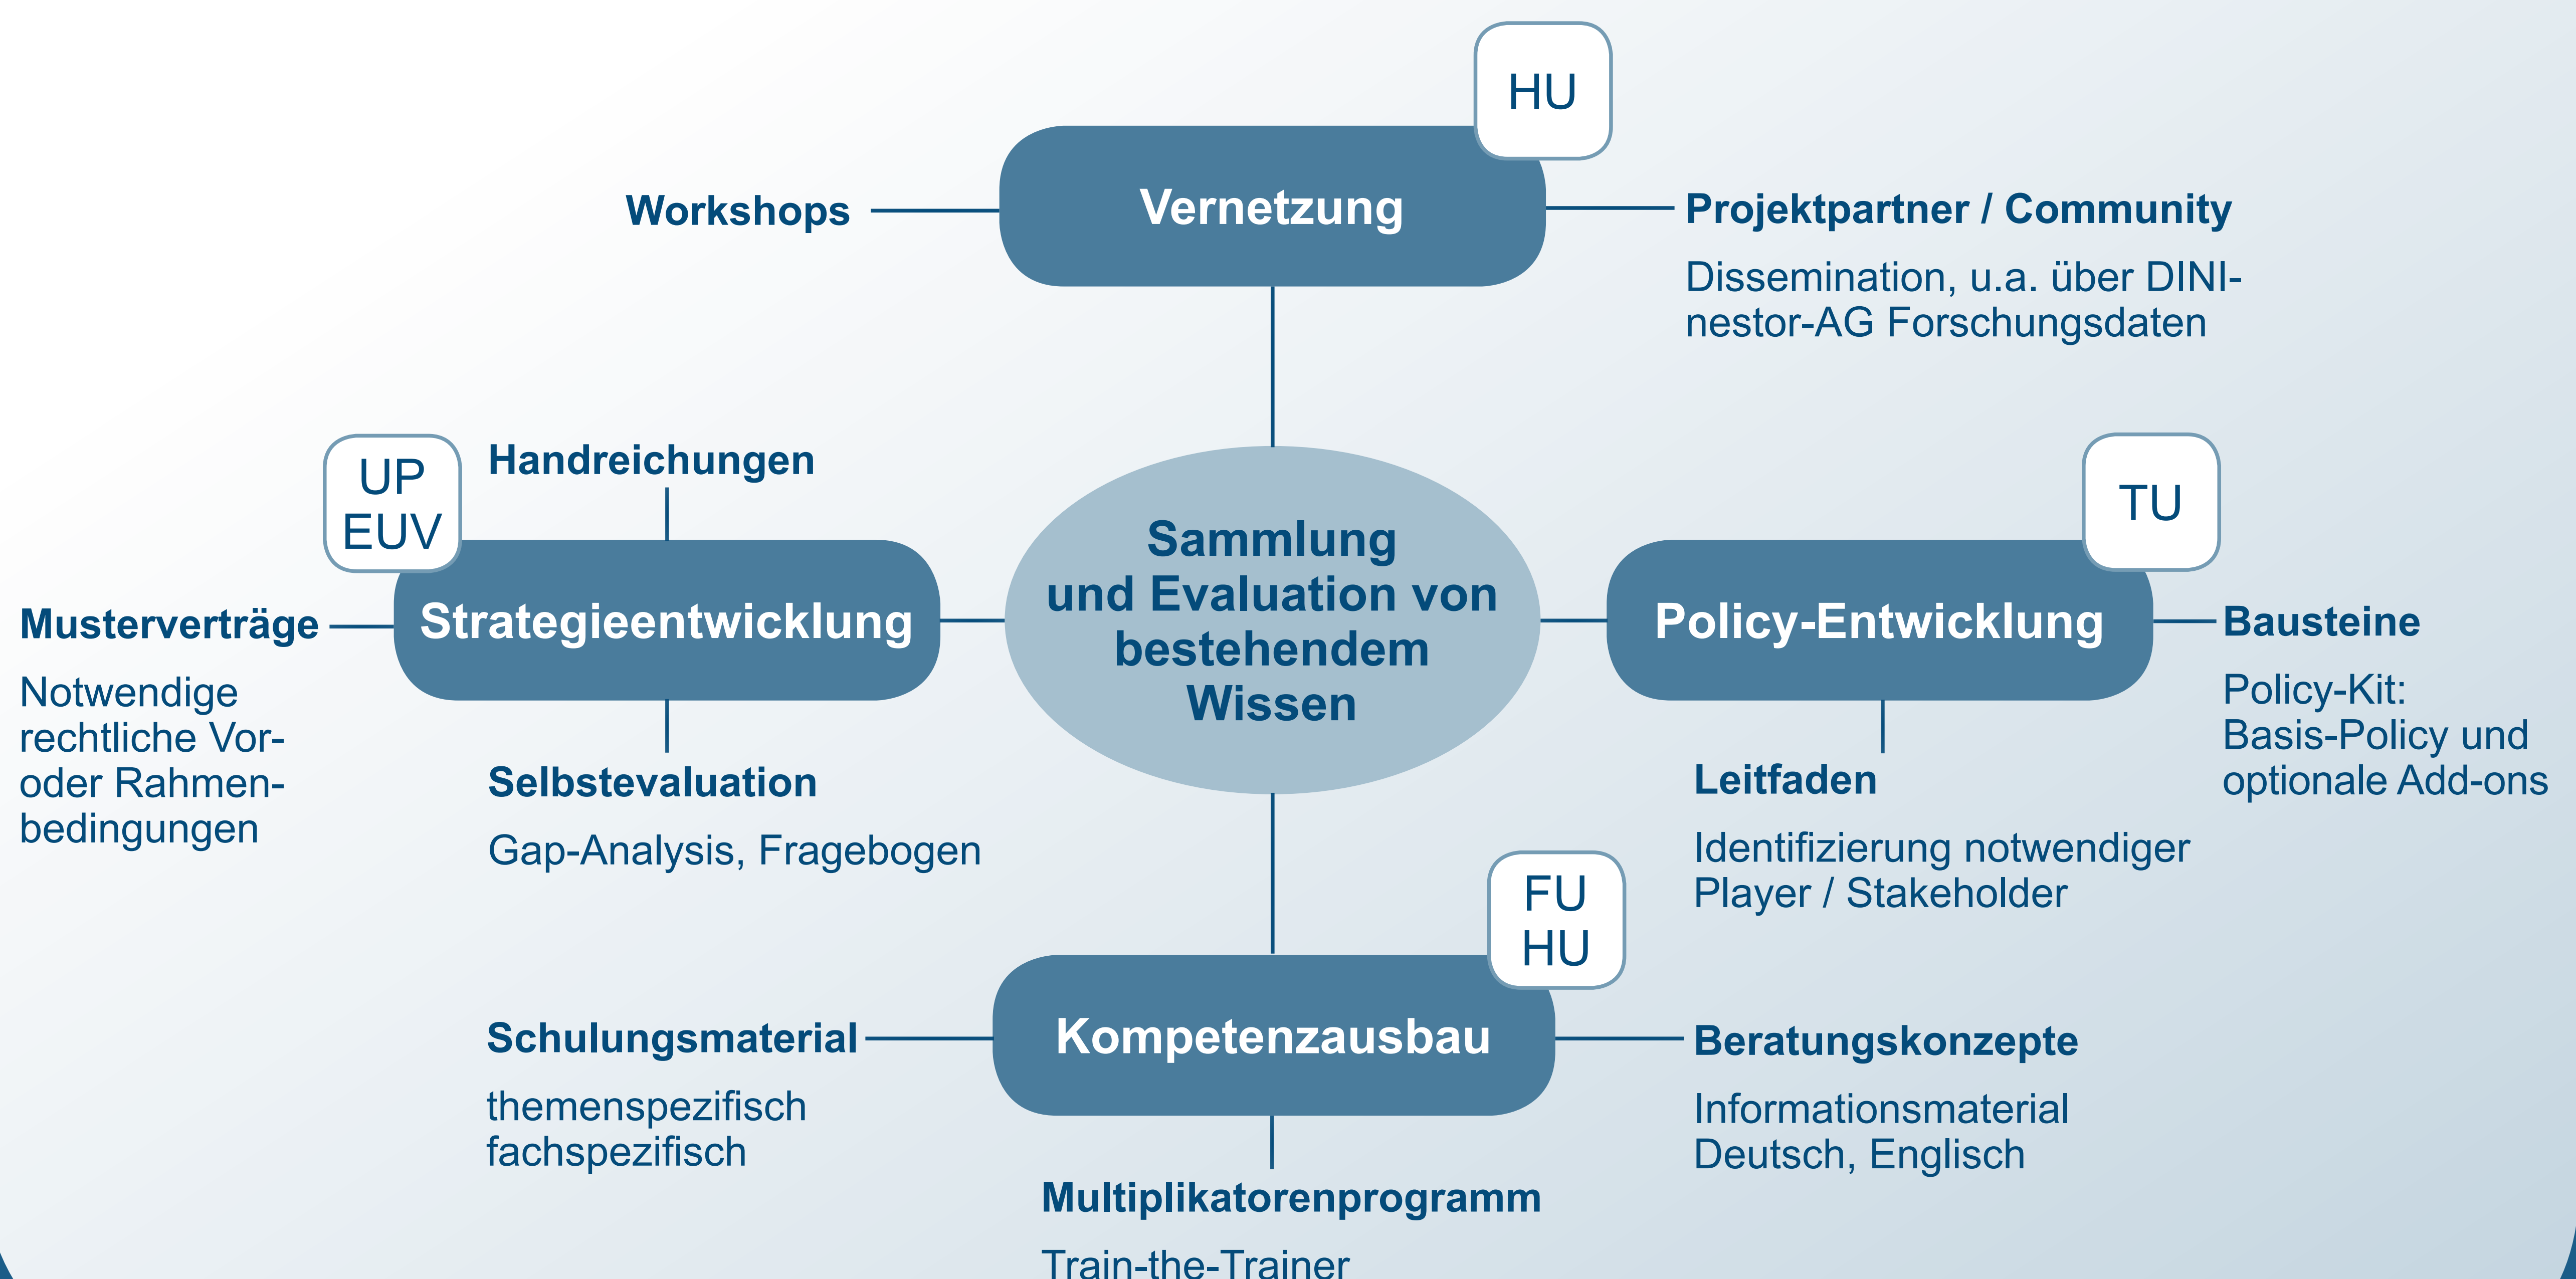 HU
Vernetzung
Workshops
Projektpartner / Community
Dissemination, u.a. über DINI-
nestor-AG Forschungsdaten
UP
EUV
Handreichungen
Strategieentwicklung
Musterverträge
Notwendige
rechtliche Vor-
oder Rahmen-
bedingungen
Selbstevaluation
Gap-Analysis, Fragebogen
Sammlung
und Evaluation von
bestehendem
Wissen
TU
Policy-Entwicklung
Bausteine
Policy-Kit:
Basis-Policy und
optionale Add-ons
Leitfaden
Identifizierung notwendiger
Player / Stakeholder
FU
HU
Kompetenzausbau
Schulungsmaterial
themenspezifisch
fachspezifisch
Beratungskonzepte
Informationsmaterial
Deutsch, Englisch
Multiplikatorenprogramm
Train-the-Trainer